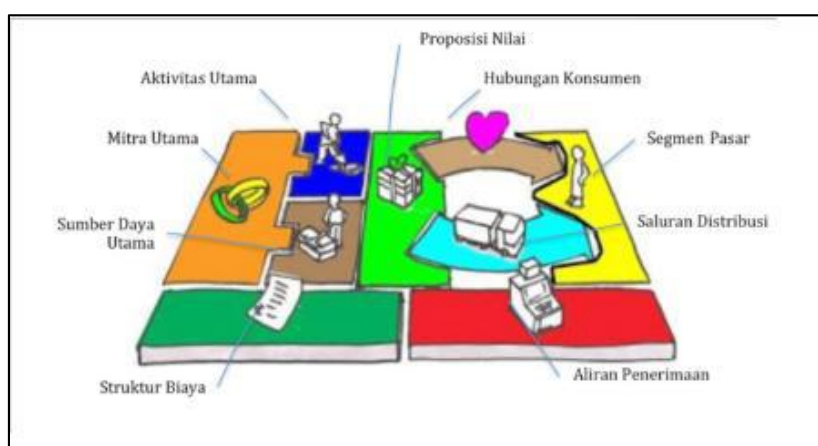 Proposisi Nilai
Aktivitas Utama
Hubungan Konsumen
Mitra Utama
Segmen Pasar
Sumber Daya
Utama
Saluran Distribusi
Struktur Biaya
Aliran Penerimaan